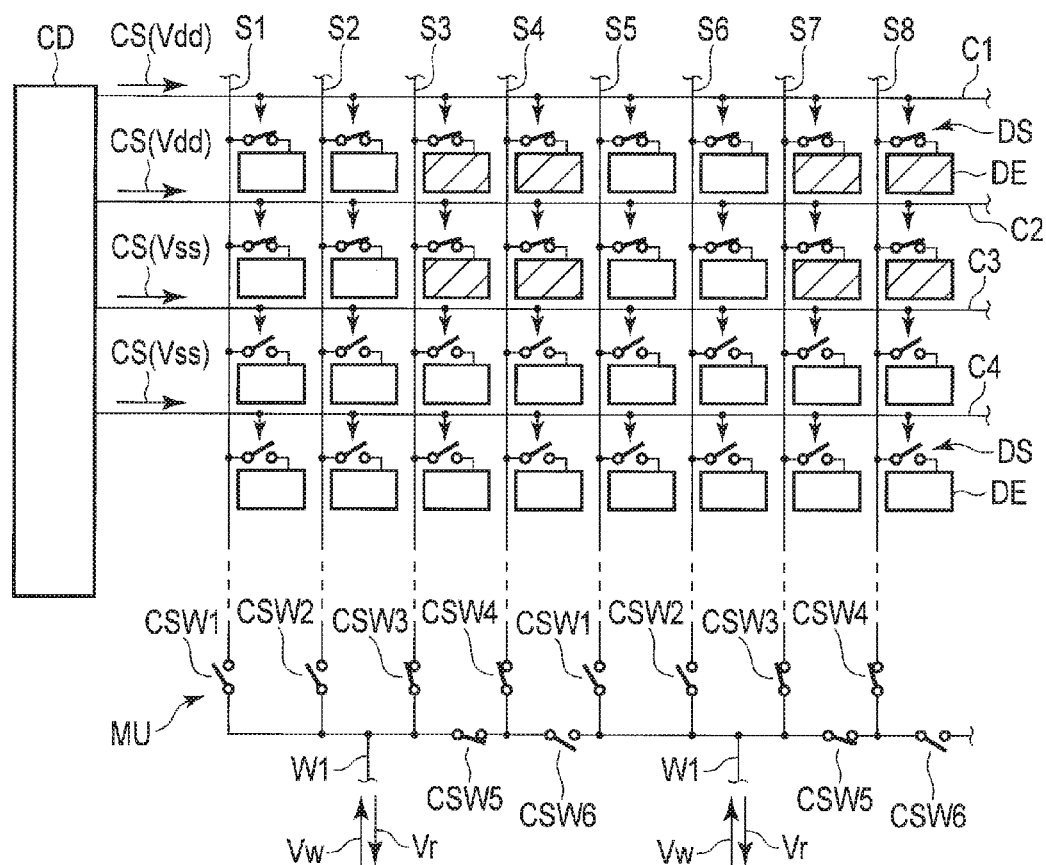 CD CS(Vdd) S1 S2 S3 S4 S5 S6 S7 S8 C1
CS(Vdd) DS
DE
C2
CS(Vss) C3
CS(Vss) C4
DS
DE
CSW1 CSW2 CSW3 CSW4 CSW1 CSW2 CSW3 CSW4
MU
W1 CSW5 CSW6 W1 CSW5 CSW6
Vw Vr Vw Vr